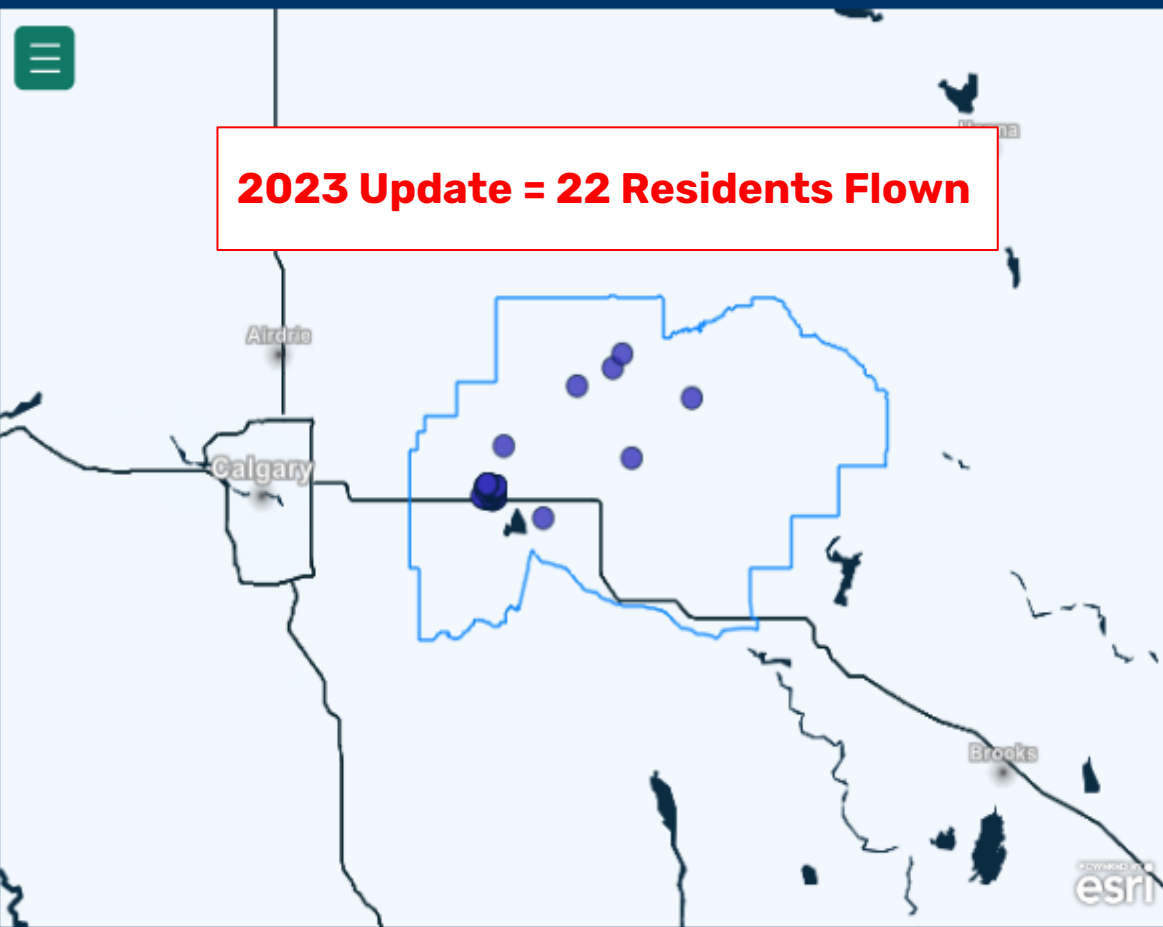 2023 Update = 22 Residents Flown
Airdrie
Calgary
Brooks
esri